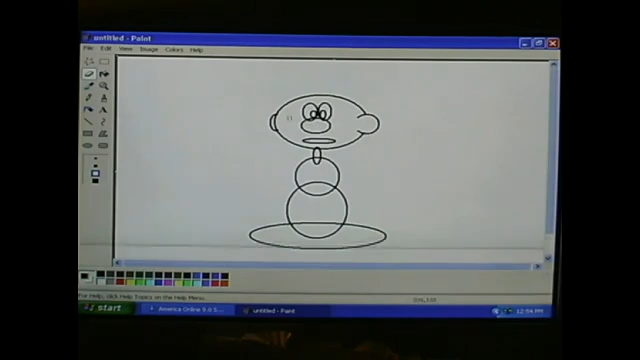 untitled - Paint
File Edit View Image Colors Help
For Help, click Help Topics on the Help Menu.
start
America Online 9.0 S...
untitled - Paint
12:54 PM